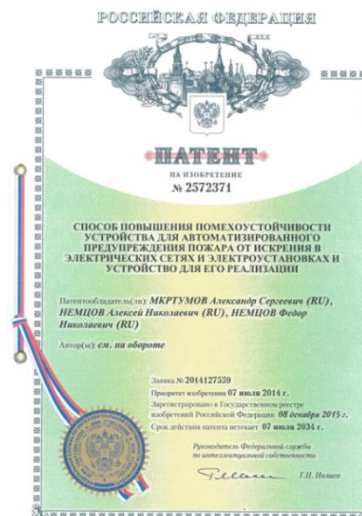 РОССИЙСКАЯ ФЕДЕРАЦИЯ
ПАТЕНТ
НА ИЗОБРЕТЕНИЕ
№ 2572371
СПОСОБ ПОВЫШЕНИЯ ПОМЕХОУСТОЙЧИВОСТИ
УСТРОЙСТВА ДЛЯ АВТОМАТИЗИРОВАННОГО
ПРЕДУПРЕЖДЕНИЯ ПОЖАРА ОТ ИСКРЕНИЯ В
ЭЛЕКТРИЧЕСКИХ СЕТЯХ И ЭЛЕКТРОУСТАНОВКАХ И
УСТРОЙСТВО ДЛЯ ЕГО РЕАЛИЗАЦИИ
Патентообладатель(ли): МКРТУМОВ Александр Сергеевич (RU),
НЕМЦОВ Алексей Николаевич (RU), НЕМЦОВ Федор
Николаевич (RU)
Автор(ы): см. на обороте
Заявка № 2014127559
Приоритет изобретения 07 июля 2014 г.
Зарегистрировано в Государственном реестре
изобретений Российской Федерации 08 декабря 2015 г.
Срок действия патента истекает 07 июля 2034 г.
Руководитель Федеральной службы
по интеллектуальной собственности
Г.П. Ивлиев